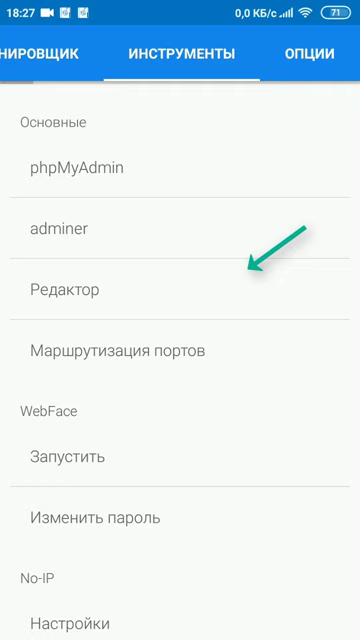 18:27 0,0 КБ/с 71
НИРОВЩИК ИНСТРУМЕНТЫ ОПЦИИ
Основные
phpMyAdmin
adminer
Редактор
Маршрутизация портов
WebFace
Запустить
Изменить пароль
No-IP
Настройки